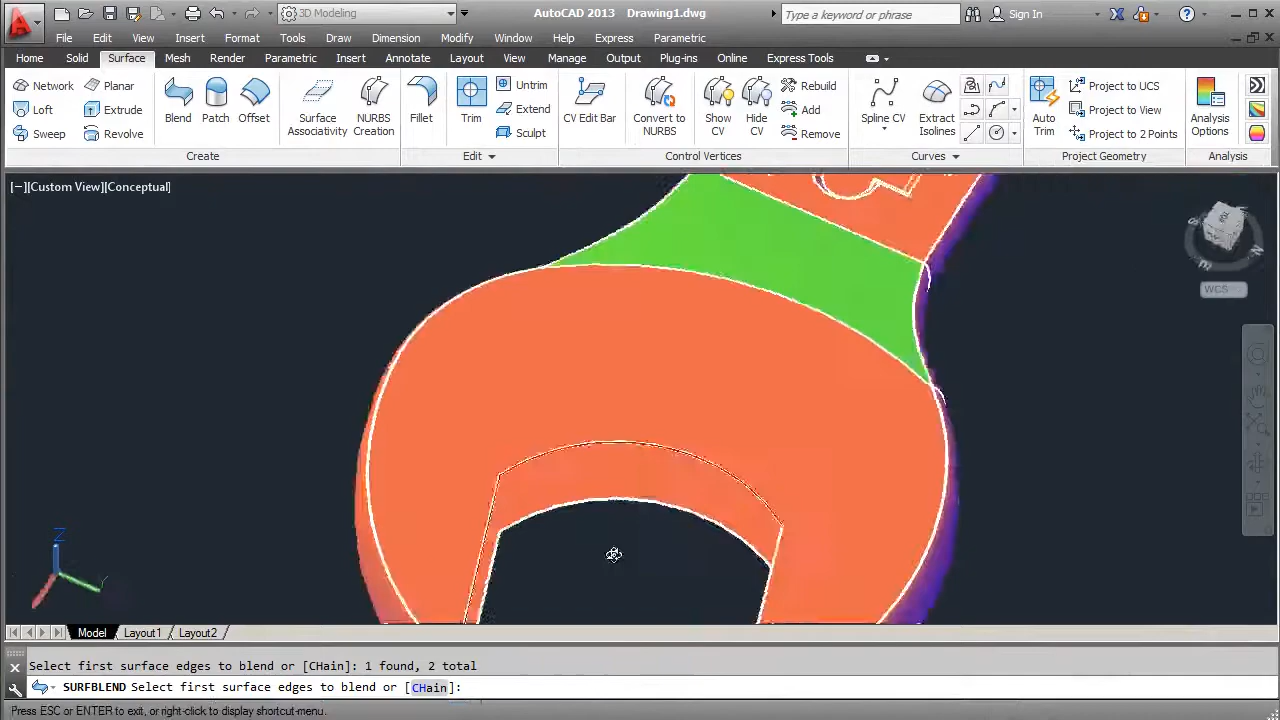 3D Modeling AutoCAD 2013 Drawing1.dwg Type a keyword or phrase Sign In
File Edit View Insert Format Tools Draw Dimension Modify Window Help Express Parametric
Home Solid Surface Mesh Render Parametric Insert Annotate Layout View Manage Output Plug-ins Online Express Tools
Network Planar Untrim Rebuild Project to UCS
Loft Extrude Extend Add Project to View
Sweep Revolve Sculpt Remove Project to 2 Points
Blend Patch Offset Surface Associativity NURBS Creation Fillet Trim CV Edit Bar Convert to NURBS Show CV Hide CV Spline CV Extract Isolines Auto Trim Analysis Options
Create Edit Control Vertices Curves Project Geometry Analysis
[−][Custom View][Conceptual]
WCS
Z
Model Layout1 Layout2
Select first surface edges to blend or [CHain]: 1 found, 2 total
SURFBLEND Select first surface edges to blend or [CHain]:
Press ESC or ENTER to exit, or right-click to display shortcut-menu.